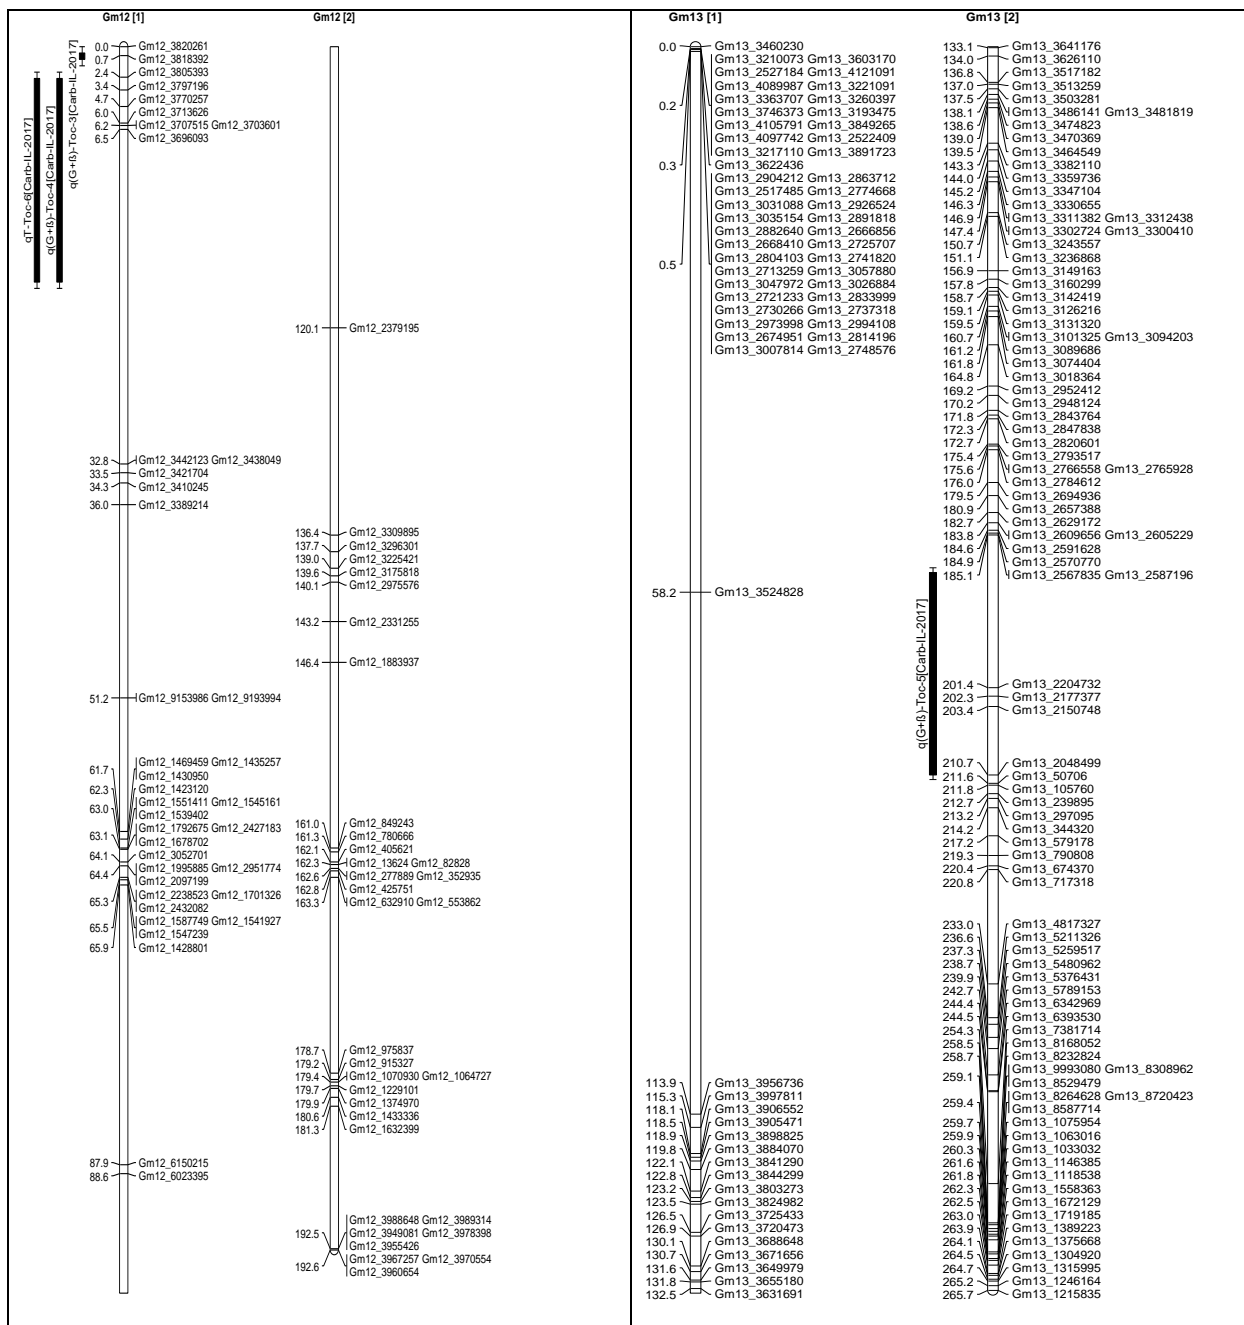 Gm12 [1]
q(G+ß)-Toc-3[Carb-IL-2017]
q(G+ß)-Toc-4[Carb-IL-2017]
qT-Toc-6[Carb-IL-2017]
0.0 Gm12_3820261
0.7 Gm12_3818392
2.4 Gm12_3805393
3.4 Gm12_3797196
4.7 Gm12_3770257
6.0 Gm12_3713626
6.2 Gm12_3707515 Gm12_3703601
6.5 Gm12_3696093
32.8 Gm12_3442123 Gm12_3438049
33.5 Gm12_3421704
34.3 Gm12_3410245
36.0 Gm12_3389214
51.2 Gm12_9153986 Gm12_9193994
Gm12_1469459 Gm12_1435257
61.7 Gm12_1430950
62.3 Gm12_1423120
Gm12_1551411 Gm12_1545161
63.0 Gm12_1539402
Gm12_1792675 Gm12_2427183
63.1 Gm12_1678702
64.1 Gm12_3052701
Gm12_1995885 Gm12_2951774
64.4 Gm12_2097199
Gm12_2238523 Gm12_1701326
65.3 Gm12_2432082
Gm12_1587749 Gm12_1541927
65.5 Gm12_1547239
65.9 Gm12_1428801
87.9 Gm12_6150215
88.6 Gm12_6023395
Gm12 [2]
120.1 Gm12_2379195
136.4 Gm12_3309895
137.7 Gm12_3296301
139.0 Gm12_3225421
139.6 Gm12_3175818
140.1 Gm12_2975576
143.2 Gm12_2331255
146.4 Gm12_1883937
161.0 Gm12_849243
161.3 Gm12_780666
162.1 Gm12_405621
162.3 Gm12_13624 Gm12_82828
162.6 Gm12_277889 Gm12_352935
162.8 Gm12_425751
163.3 Gm12_632910 Gm12_553862
178.7 Gm12_975837
179.2 Gm12_915327
179.4 Gm12_1070930 Gm12_1064727
179.7 Gm12_1229101
179.9 Gm12_1374970
180.6 Gm12_1433336
181.3 Gm12_1632399
Gm12_3988648 Gm12_3989314
192.5 Gm12_3949081 Gm12_3978398
Gm12_3955426
192.6 Gm12_3967257 Gm12_3970554
Gm12_3960654
Gm13 [1]
0.0 Gm13_3460230
Gm13_3210073 Gm13_3603170
Gm13_2527184 Gm13_4121091
Gm13_4089987 Gm13_3221091
Gm13_3363707 Gm13_3260397
0.2 Gm13_3746373 Gm13_3193475
Gm13_4105791 Gm13_3849265
Gm13_4097742 Gm13_2522409
Gm13_3217110 Gm13_3891723
0.3 Gm13_3622436
Gm13_2904212 Gm13_2863712
Gm13_2517485 Gm13_2774668
Gm13_3031088 Gm13_2926524
Gm13_3035154 Gm13_2891818
Gm13_2882640 Gm13_2666856
Gm13_2668410 Gm13_2725707
Gm13_2804103 Gm13_2741820
0.5 Gm13_2713259 Gm13_3057880
Gm13_3047972 Gm13_3026884
Gm13_2721233 Gm13_2833999
Gm13_2730266 Gm13_2737318
Gm13_2973998 Gm13_2994108
Gm13_2674951 Gm13_2814196
Gm13_3007814 Gm13_2748576
58.2 Gm13_3524828
113.9 Gm13_3956736
115.3 Gm13_3997811
118.1 Gm13_3906552
118.5 Gm13_3905471
118.9 Gm13_3898825
119.8 Gm13_3884070
122.1 Gm13_3841290
122.8 Gm13_3844299
123.2 Gm13_3803273
123.5 Gm13_3824982
126.5 Gm13_3725433
126.9 Gm13_3720473
130.1 Gm13_3688648
130.7 Gm13_3671656
131.6 Gm13_3649979
131.8 Gm13_3655180
132.5 Gm13_3631691
Gm13 [2]
q(G+ß)-Toc-5[Carb-IL-2017]
133.1 Gm13_3641176
134.0 Gm13_3626110
136.8 Gm13_3517182
137.0 Gm13_3513259
137.5 Gm13_3503281
138.1 Gm13_3486141 Gm13_3481819
138.6 Gm13_3474823
139.0 Gm13_3470369
139.5 Gm13_3464549
143.3 Gm13_3382110
144.0 Gm13_3359736
145.2 Gm13_3347104
146.3 Gm13_3330655
146.9 Gm13_3311382 Gm13_3312438
147.4 Gm13_3302724 Gm13_3300410
150.7 Gm13_3243557
151.1 Gm13_3236868
156.9 Gm13_3149163
157.8 Gm13_3160299
158.7 Gm13_3142419
159.1 Gm13_3126216
159.5 Gm13_3131320
160.7 Gm13_3101325 Gm13_3094203
161.2 Gm13_3089686
161.8 Gm13_3074404
164.8 Gm13_3018364
169.2 Gm13_2952412
170.2 Gm13_2948124
171.8 Gm13_2843764
172.3 Gm13_2847838
172.7 Gm13_2820601
175.4 Gm13_2793517
175.6 Gm13_2766558 Gm13_2765928
176.0 Gm13_2784612
179.5 Gm13_2694936
180.9 Gm13_2657388
182.7 Gm13_2629172
183.8 Gm13_2609656 Gm13_2605229
184.6 Gm13_2591628
184.9 Gm13_2570770
185.1 Gm13_2567835 Gm13_2587196
201.4 Gm13_2204732
202.3 Gm13_2177377
203.4 Gm13_2150748
210.7 Gm13_2048499
211.6 Gm13_50706
211.8 Gm13_105760
212.7 Gm13_239895
213.2 Gm13_297095
214.2 Gm13_344320
217.2 Gm13_579178
219.3 Gm13_790808
220.4 Gm13_674370
220.8 Gm13_717318
233.0 Gm13_4817327
236.6 Gm13_5211326
237.3 Gm13_5259517
238.7 Gm13_5480962
239.9 Gm13_5376431
242.7 Gm13_5789153
244.4 Gm13_6342969
244.5 Gm13_6393530
254.3 Gm13_7381714
258.5 Gm13_8168052
258.7 Gm13_8232824
Gm13_9993080 Gm13_8308962
259.1 Gm13_8529479
Gm13_8264628 Gm13_8720423
259.4 Gm13_8587714
259.7 Gm13_1075954
259.9 Gm13_1063016
260.3 Gm13_1033032
261.6 Gm13_1146385
261.8 Gm13_1118538
262.3 Gm13_1558363
262.5 Gm13_1672129
263.0 Gm13_1719185
263.9 Gm13_1389223
264.1 Gm13_1375668
264.5 Gm13_1304920
264.7 Gm13_1315995
265.2 Gm13_1246164
265.7 Gm13_1215835